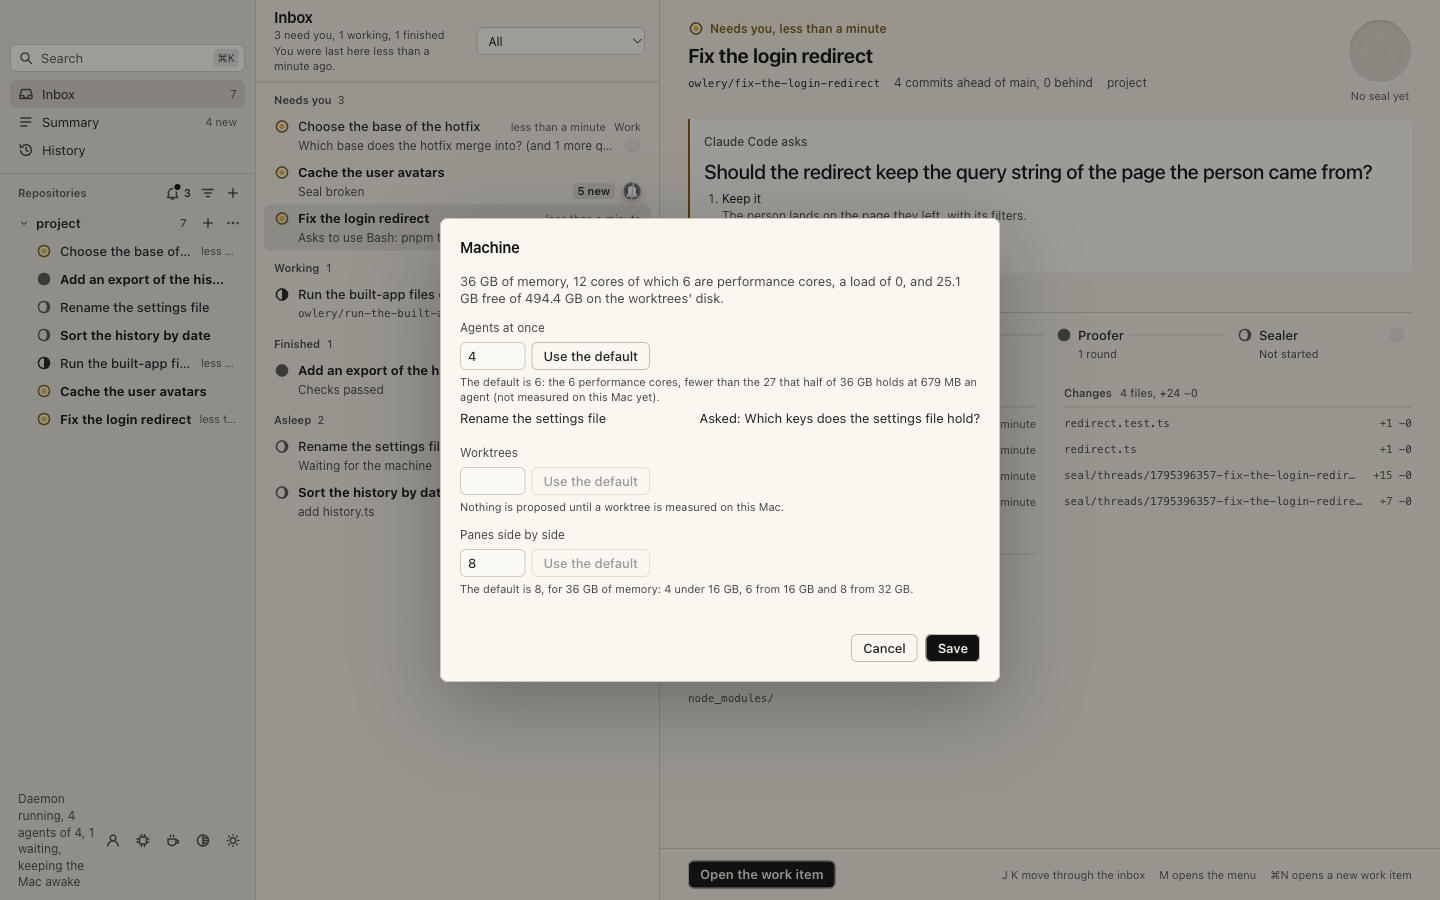 Search ⌘K
Inbox 7
Summary 4 new
History
Repositories 3
project 7
Choose the base of... less ...
Add an export of the his...
Rename the settings file
Sort the history by date
Run the built-app fi... less ...
Cache the user avatars
Fix the login redirect less t...
Daemon
running, 4
agents of 4, 1
waiting,
keeping the
Mac awake
Inbox
3 need you, 1 working, 1 finished
You were last here less than a
minute ago.
All
Needs you 3
Choose the base of the hotfix less than a minute Work
Which base does the hotfix merge into? (and 1 more q...
Cache the user avatars
Seal broken 5 new
Fix the login redirect
Asks to use Bash: pnpm t
Working 1
Run the built-app files
owlery/run-the-built-a
Finished 1
Add an export of the h
Checks passed
Asleep 2
Rename the settings fil
Waiting for the machine
Sort the history by dat
add history.ts
Needs you, less than a minute
Fix the login redirect
owlery/fix-the-login-redirect 4 commits ahead of main, 0 behind project
No seal yet
Claude Code asks
Should the redirect keep the query string of the page the person came from?
1. Keep it
The person lands on the page they left, with its filters.
Proofer
1 round
Sealer
Not started
minute
minute
minute
Changes 4 files, +24 −0
redirect.test.ts +1 −0
redirect.ts +1 −0
seal/threads/1795396357-fix-the-login-redir… +15 −0
seal/threads/1795396357-fix-the-login-redire… +7 −0
node_modules/
Open the work item
J K move through the inbox M opens the menu ⌘N opens a new work item
Machine
36 GB of memory, 12 cores of which 6 are performance cores, a load of 0, and 25.1
GB free of 494.4 GB on the worktrees' disk.
Agents at once
4 Use the default
The default is 6: the 6 performance cores, fewer than the 27 that half of 36 GB holds at 679 MB an
agent (not measured on this Mac yet).
Rename the settings file Asked: Which keys does the settings file hold?
Worktrees
Use the default
Nothing is proposed until a worktree is measured on this Mac.
Panes side by side
8 Use the default
The default is 8, for 36 GB of memory: 4 under 16 GB, 6 from 16 GB and 8 from 32 GB.
Cancel Save